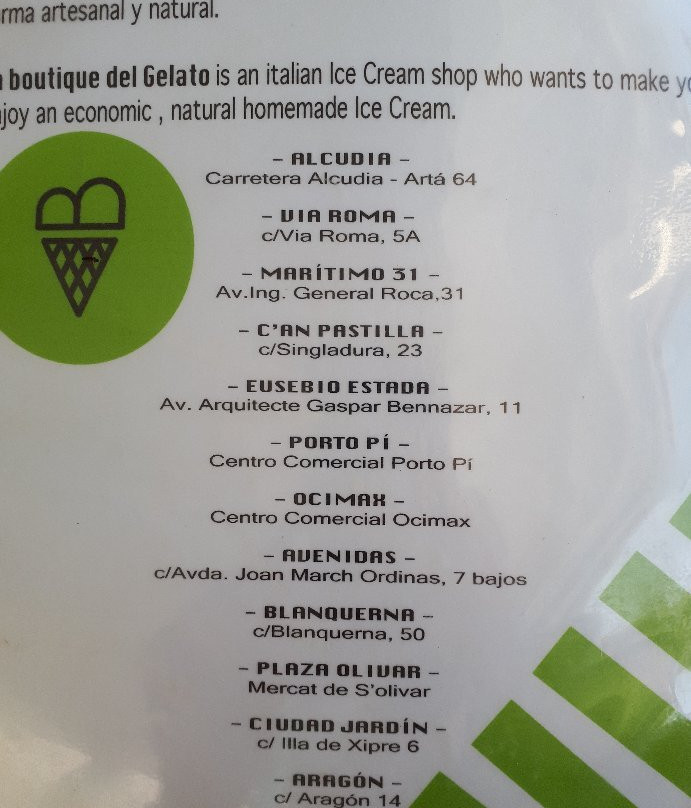 rma artesanal y natural.
boutique del Gelato is an italian Ice Cream shop who wants to make
joy an economic , natural homemade Ice Cream.
– ALCUDIA –
Carretera Alcudia - Artá 64
– VIA ROMA –
c/Via Roma, 5A
– MARÍTIMO 31 –
Av.Ing. General Roca,31
– C'AN PASTILLA –
c/Singladura, 23
– EUSEBIO ESTADA –
Av. Arquitecte Gaspar Bennazar, 11
– PORTO PÍ –
Centro Comercial Porto Pí
– OCIMAX –
Centro Comercial Ocimax
– AVENIDAS –
c/Avda. Joan March Ordinas, 7 bajos
– BLANQUERNA –
c/Blanquerna, 50
– PLAZA OLIVAR –
Mercat de S'olivar
– CIUDAD JARDÍN –
c/ Illa de Xipre 6
– ARAGÓN –
c/ Aragón 14